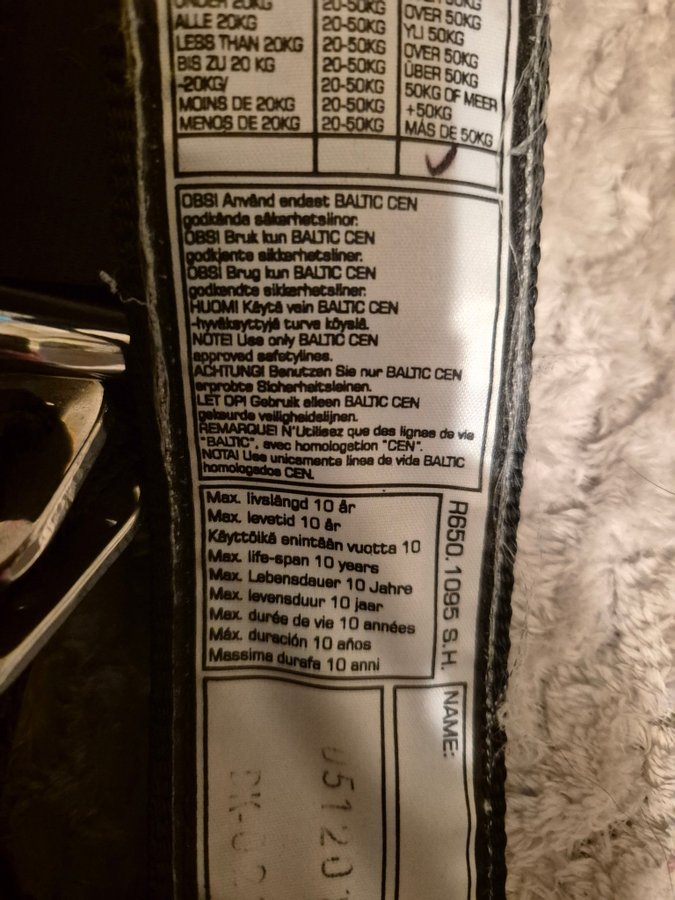 UNDER 20KG 20-50KG OVER 50KG
ALLE 20KG 20-50KG YLI 50KG
LESS THAN 20KG 20-50KG OVER 50KG
BIS ZU 20 KG 20-50KG ÜBER 50KG
-20KG/ 20-50KG 50KG OF MEER
MOINS DE 20KG 20-50KG +50KG
MENOS DE 20KG 20-50KG MÁS DE 50KG
OBS! Använd endast BALTIC CEN
godkända säkerhetslinor.
OBS! Bruk kun BALTIC CEN
godkjente sikkerhetsliner.
OBS! Brug kun BALTIC CEN
godkendte sikkerhetsliner.
HUOM! Käytä vain BALTIC CEN
-hyväksyttyjä turva köysiä.
NOTE! Use only BALTIC CEN
approved safetylines.
ACHTUNG! Benutzen Sie nur BALTIC CEN
erprobte Sicherheitsleinen.
LET OP! Gebruik alleen BALTIC CEN
gekeurde veiligheidslijnen.
REMARQUE! N'Utilisez que des lignes de vie
"BALTIC", avec homologation "CEN".
NOTA! Use unicamente linea de vida BALTIC
homologados CEN.
Max. livslängd 10 år
Max. levetid 10 år
Käyttöikä enintään vuotta 10
Max. life-span 10 years
Max. Lebensdauer 10 Jahre
Max. levensduur 10 jaar
Max. durée de vie 10 années
Máx. duración 10 años
Massima durata 10 anni
R650.1095 S.H.
NAME: